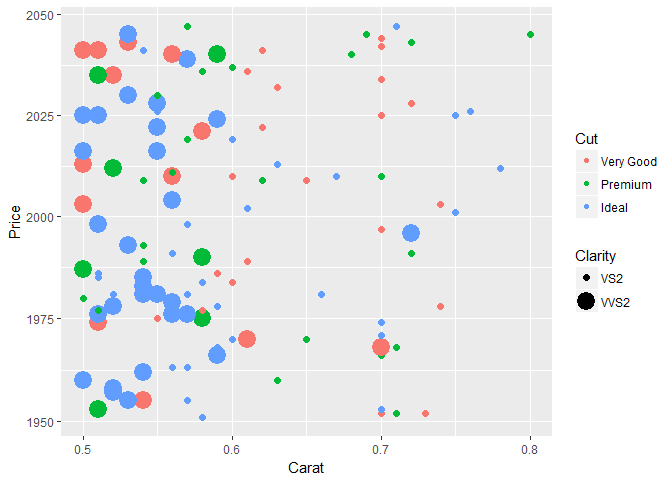 2050
2025
2000
1975
1950
Price
0.5 0.6 0.7 0.8
Carat
Cut
Very Good
Premium
Ideal
Clarity
VS2
VVS2